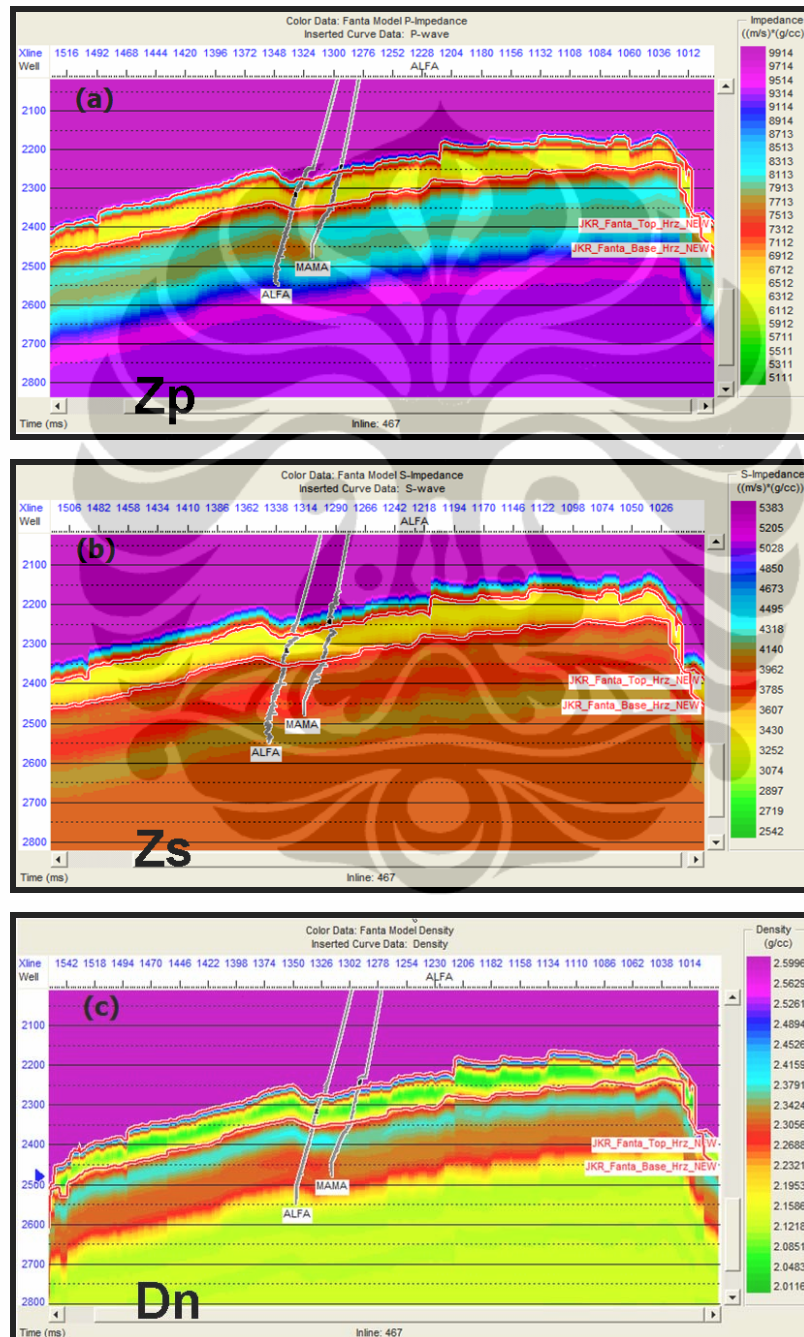 Color Data: Fanta Model P-Impedance
Inserted Curve Data: P-wave
Xline 1516 1492 1468 1444 1420 1396 1372 1348 1324 1300 1276 1252 1228 1204 1180 1156 1132 1108 1084 1060 1036 1012
Well ALFA
(a)
2100
2200
2300
2400
2500
2600
2700
2800
JKR_Fanta_Top_Hrz_NEW
JKR_Fanta_Base_Hrz_NEW
MAMA
ALFA
Zp
Time (ms) Inline: 467
Impedance
((m/s)*(g/cc)
9914
9714
9514
9314
9114
8914
8713
8513
8313
8113
7913
7713
7513
7312
7112
6912
6712
6512
6312
6112
5912
5711
5511
5311
5111
Color Data: Fanta Model S-Impedance
Inserted Curve Data: S-wave
Xline 1506 1482 1458 1434 1410 1386 1362 1338 1314 1290 1266 1242 1218 1194 1170 1146 1122 1098 1074 1050 1026
Well ALFA
(b)
2100
2200
2300
2400
2500
2600
2700
2800
JKR_Fanta_Top_Hrz_NEW
JKR_Fanta_Base_Hrz_NEW
MAMA
ALFA
Zs
Time (ms) Inline: 467
S-Impedance
((m/s)*(g/cc))
5383
5205
5028
4850
4673
4495
4318
4140
3962
3785
3607
3430
3252
3074
2897
2719
2542
Color Data: Fanta Model Density
Inserted Curve Data: Density
Xline 1542 1518 1494 1470 1446 1422 1398 1374 1350 1326 1302 1278 1254 1230 1206 1182 1158 1134 1110 1086 1062 1038 1014
Well ALFA
(c)
2100
2200
2300
2400
2500
2600
2700
2800
JKR_Fanta_Top_Hrz_NEW
JKR_Fanta_Base_Hrz_NEW
MAMA
ALFA
Dn
Time (ms) Inline: 467
Density
(g/cc)
2.5996
2.5629
2.5261
2.4894
2.4526
2.4159
2.3791
2.3424
2.3056
2.2688
2.2321
2.1953
2.1586
2.1218
2.0851
2.0483
2.0116